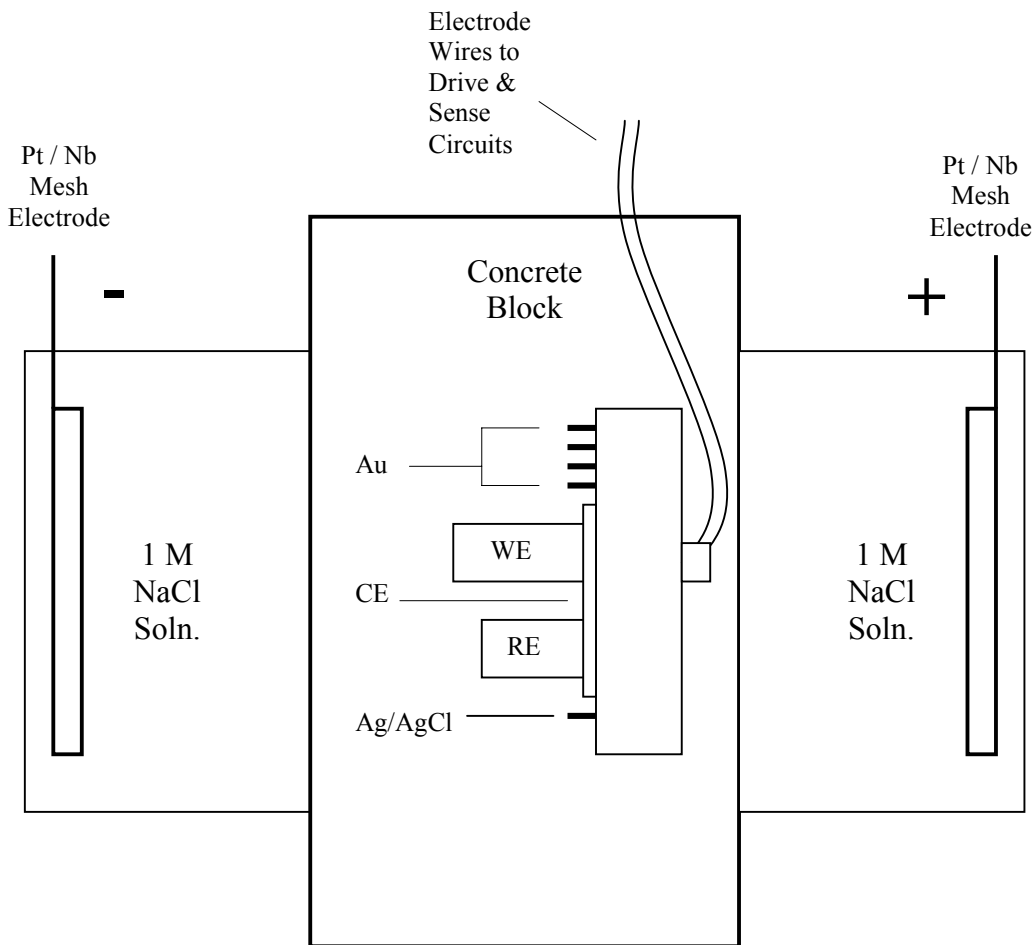 Electrode
Wires to
Drive &
Sense
Circuits
Pt / Nb
Mesh
Electrode
Pt / Nb
Mesh
Electrode
-
+
Concrete
Block
Au
WE
CE
RE
Ag/AgCl
1 M
NaCl
Soln.
1 M
NaCl
Soln.